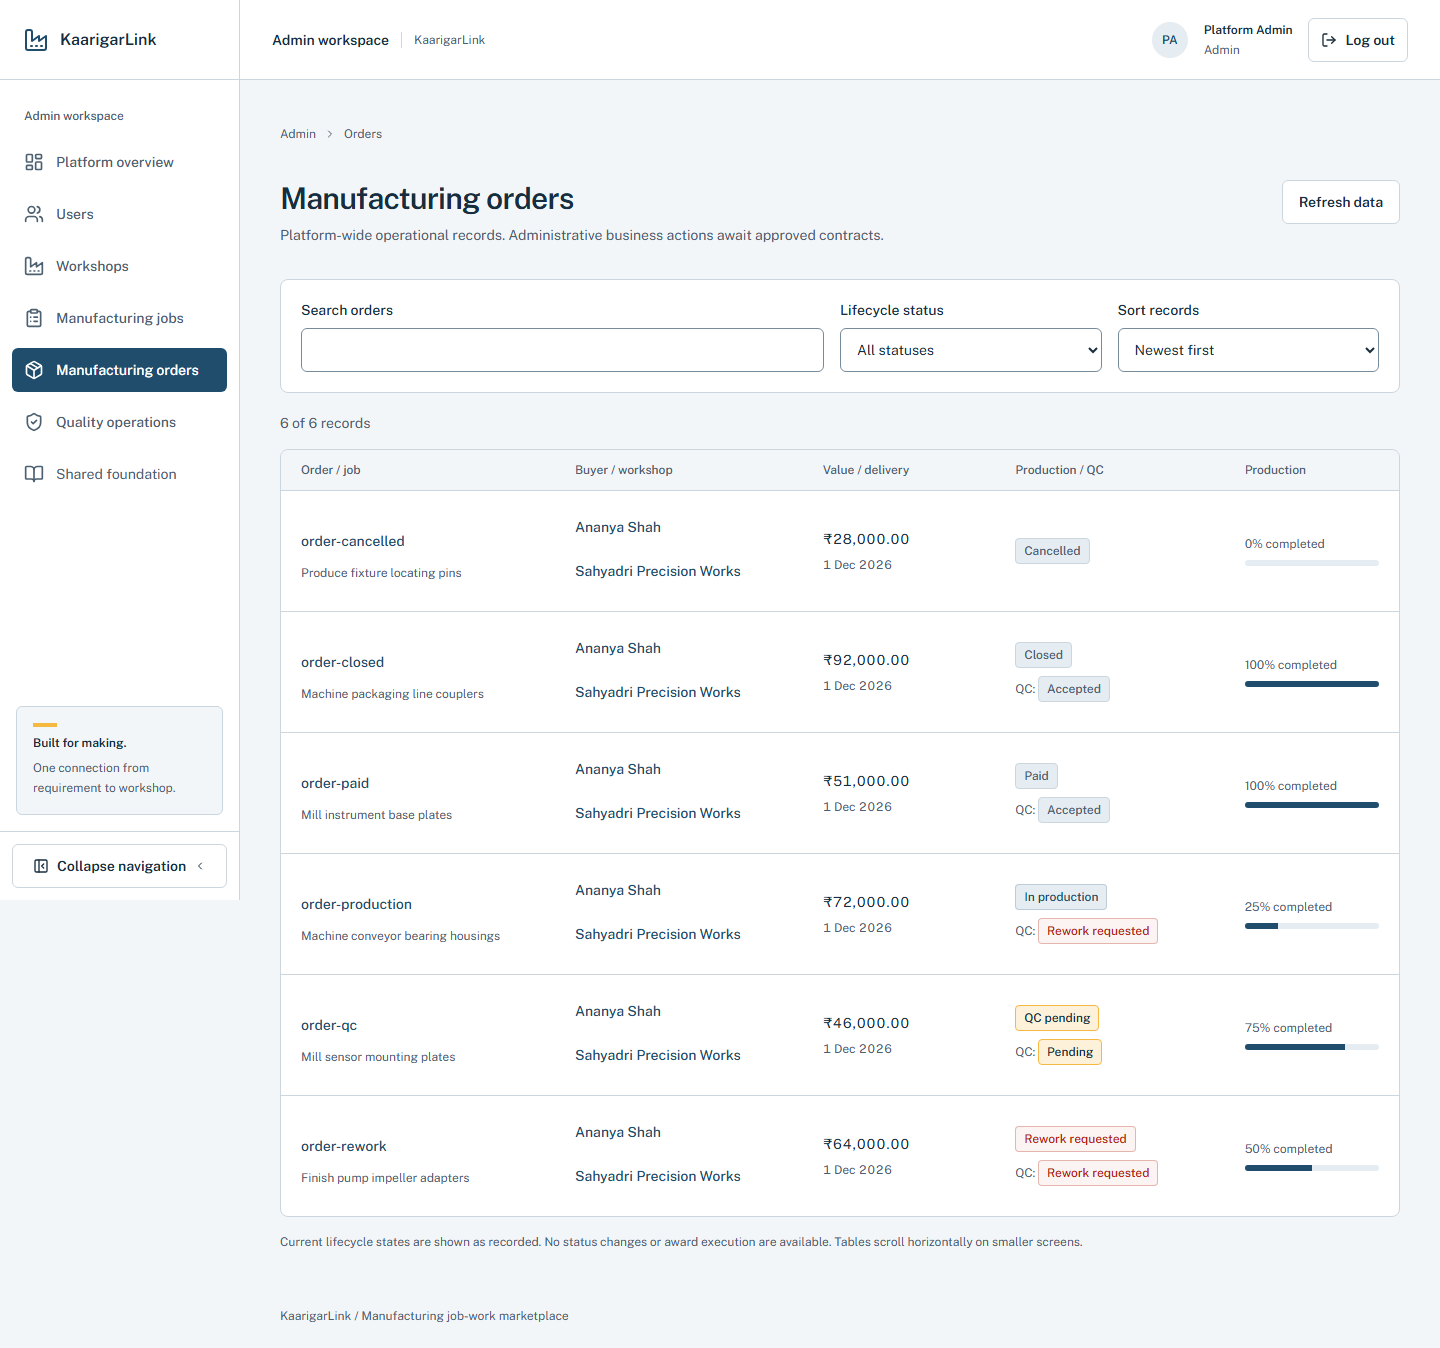 KaarigarLink
Admin workspace
KaarigarLink
PA
Platform Admin
Admin
Log out
Admin workspace
Platform overview
Users
Workshops
Manufacturing jobs
Manufacturing orders
Quality operations
Shared foundation
Built for making.
One connection from
requirement to workshop.
Collapse navigation
Admin > Orders
Manufacturing orders
Platform-wide operational records. Administrative business actions await approved contracts.
Refresh data
Search orders
Lifecycle status
Sort records
All statuses
Newest first
6 of 6 records
Order / job
Buyer / workshop
Value / delivery
Production / QC
Production
order-cancelled
Produce fixture locating pins
Ananya Shah
Sahyadri Precision Works
₹28,000.00
1 Dec 2026
Cancelled
0% completed
order-closed
Machine packaging line couplers
Ananya Shah
Sahyadri Precision Works
₹92,000.00
1 Dec 2026
Closed
QC: Accepted
100% completed
order-paid
Mill instrument base plates
Ananya Shah
Sahyadri Precision Works
₹51,000.00
1 Dec 2026
Paid
QC: Accepted
100% completed
order-production
Machine conveyor bearing housings
Ananya Shah
Sahyadri Precision Works
₹72,000.00
1 Dec 2026
In production
QC: Rework requested
25% completed
order-qc
Mill sensor mounting plates
Ananya Shah
Sahyadri Precision Works
₹46,000.00
1 Dec 2026
QC pending
QC: Pending
75% completed
order-rework
Finish pump impeller adapters
Ananya Shah
Sahyadri Precision Works
₹64,000.00
1 Dec 2026
Rework requested
QC: Rework requested
50% completed
Current lifecycle states are shown as recorded. No status changes or award execution are available. Tables scroll horizontally on smaller screens.
KaarigarLink / Manufacturing job-work marketplace